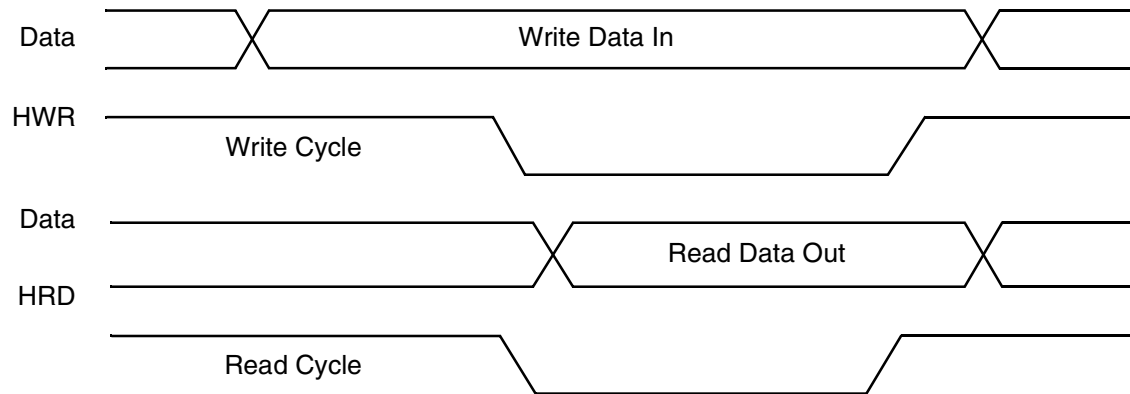 Data
Write Data In
HWR
Write Cycle
Data
Read Data Out
HRD
Read Cycle